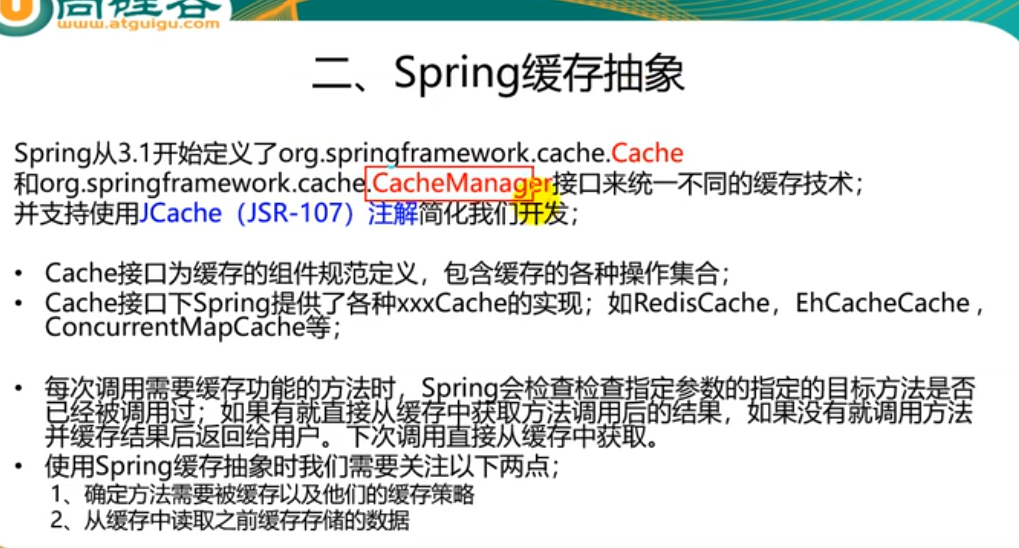 尚硅谷
www.atguigu.com
二、Spring缓存抽象
Spring从3.1开始定义了org.springframework.cache.Cache
和org.springframework.cache.CacheManager接口来统一不同的缓存技术；
并支持使用JCache（JSR-107）注解简化我们开发；
• Cache接口为缓存的组件规范定义，包含缓存的各种操作集合；
• Cache接口下Spring提供了各种xxxCache的实现；如RedisCache，EhCacheCache ,
ConcurrentMapCache等；
• 每次调用需要缓存功能的方法时，Spring会检查检查指定参数的指定的目标方法是否
已经被调用过；如果有就直接从缓存中获取方法调用后的结果，如果没有就调用方法
并缓存结果后返回给用户。下次调用直接从缓存中获取。
• 使用Spring缓存抽象时我们需要关注以下两点；
1、确定方法需要被缓存以及他们的缓存策略
2、从缓存中读取之前缓存存储的数据